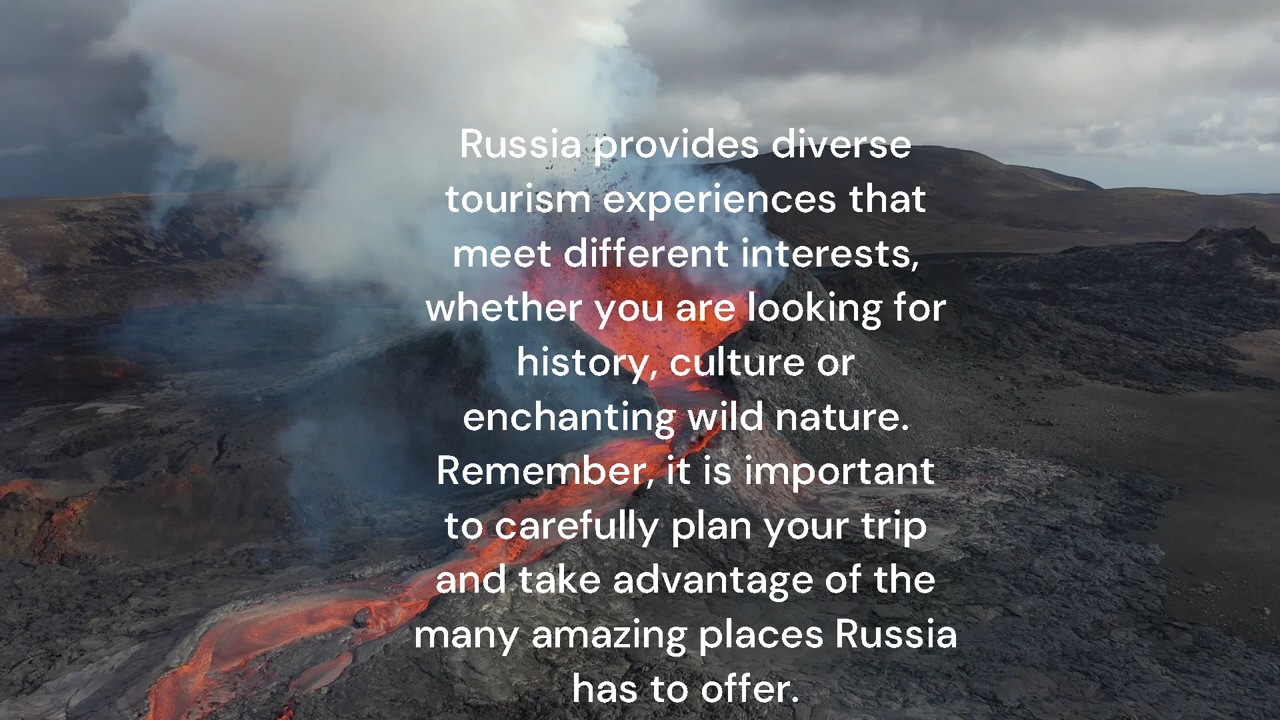 Russia provides diverse
tourism experiences that
meet different interests,
whether you are looking for
history, culture or
enchanting wild nature.
Remember, it is important
to carefully plan your trip
and take advantage of the
many amazing places Russia
has to offer.